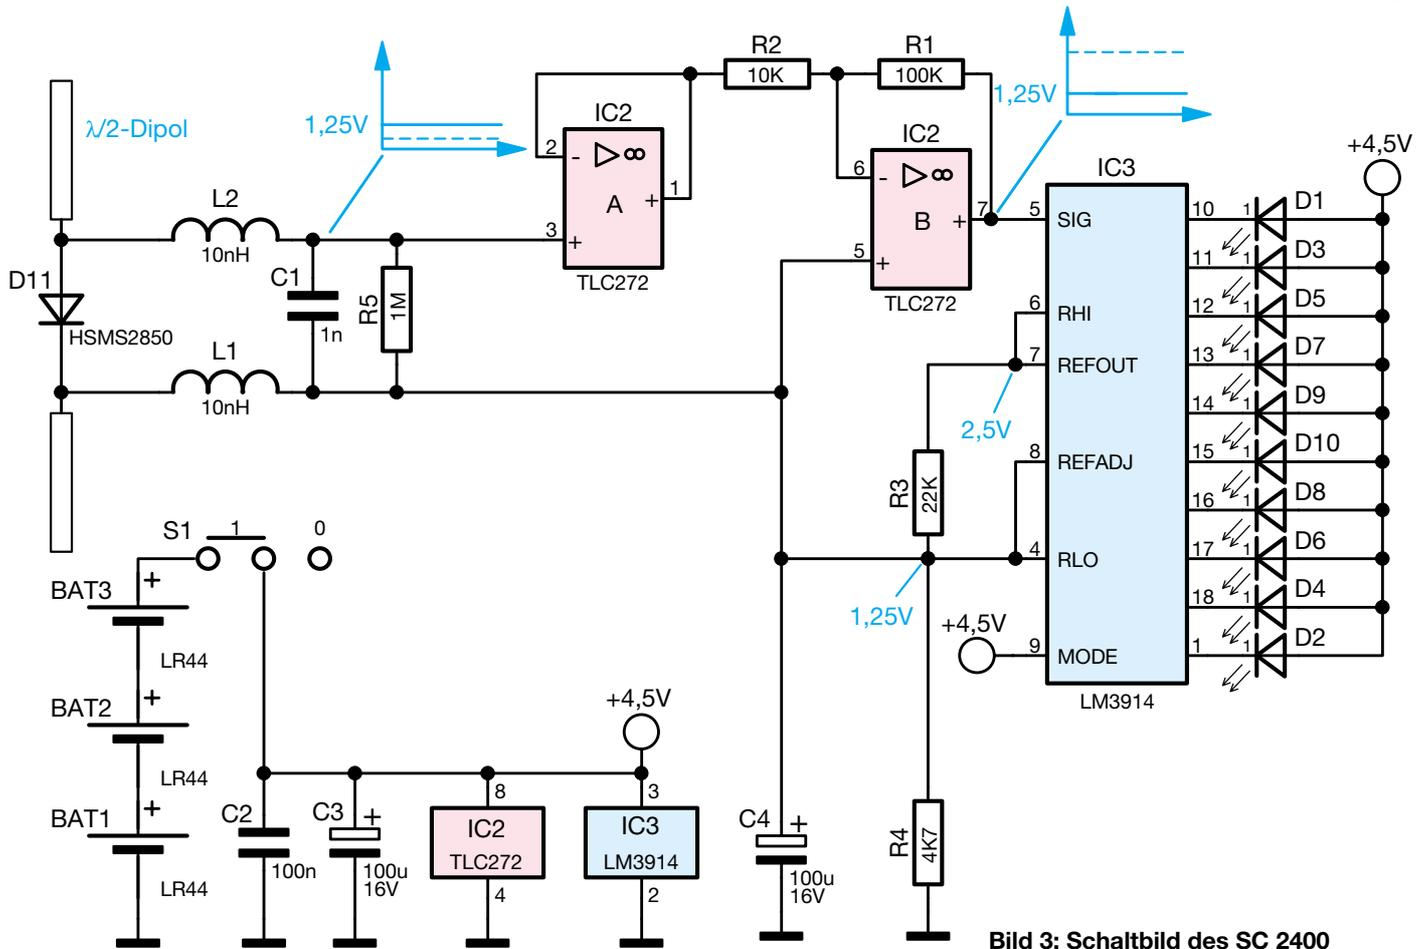 R2
10K
R1
100K
1,25V
λ/2-Dipol
1,25V
IC2
2
-
▷∞
A
+
1
3
+
TLC272
IC2
6
-
▷∞
B
+
7
5
+
TLC272
IC3
+4,5V
5
SIG
6
RHI
7
REFOUT
8
REFADJ
4
RLO
9
MODE
LM3914
10
1
D1
11
1
D3
12
1
D5
13
1
D7
14
1
D9
15
1
D10
16
1
D8
17
1
D6
18
1
D4
1
1
D2
L2
10nH
D11
HSMS2850
C1
1n
R5
1M
L1
10nH
2,5V
R3
22K
1,25V
+4,5V
S1
1
0
BAT3
+
LR44
BAT2
+
LR44
BAT1
+
LR44
+4,5V
C2
100n
C3
+
100u
16V
8
IC2
TLC272
4
3
IC3
LM3914
2
C4
+
100u
16V
R4
4K7
Bild 3: Schaltbild des SC 2400